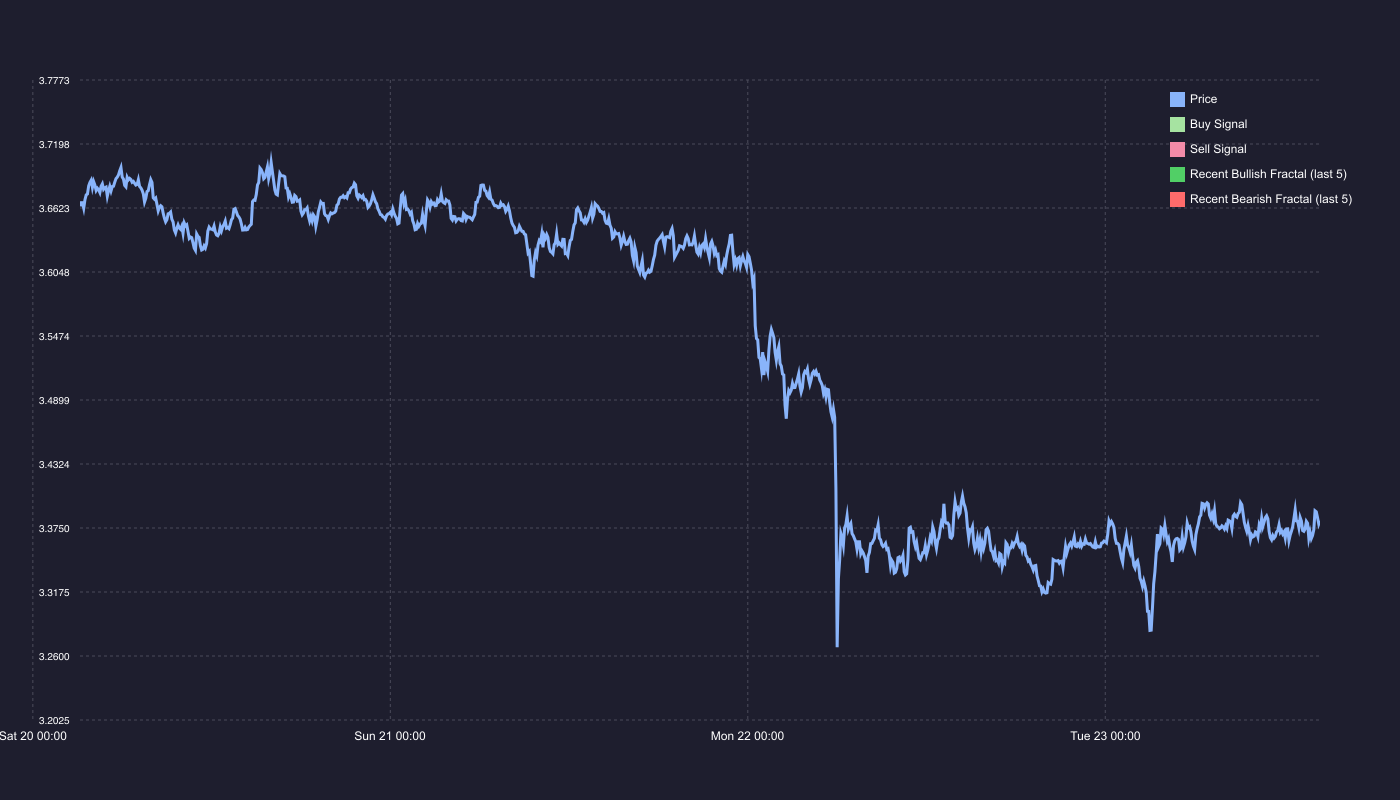 3.7773
Price
Buy Signal
3.7198
Sell Signal
Recent Bullish Fractal (last 5)
Recent Bearish Fractal (last 5)
3.6623
3.6048
3.5474
3.4899
3.4324
3.3750
3.3175
3.2600
3.2025
Sat 20 00:00 Sun 21 00:00 Mon 22 00:00 Tue 23 00:00